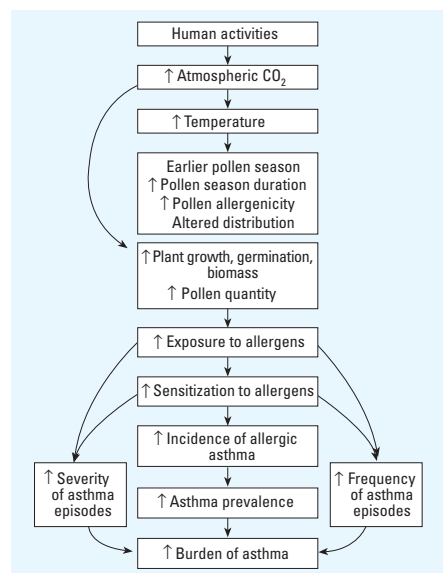 Human activities
↑ Atmospheric CO₂
↑ Temperature
Earlier pollen season
↑ Pollen season duration
↑ Pollen allergenicity
Altered distribution
↑ Plant growth, germination,
biomass
↑ Pollen quantity
↑ Exposure to allergens
↑ Sensitization to allergens
↑ Incidence of allergic
asthma
↑ Severity
of asthma
episodes
↑ Asthma prevalence
↑ Frequency
of asthma
episodes
↑ Burden of asthma